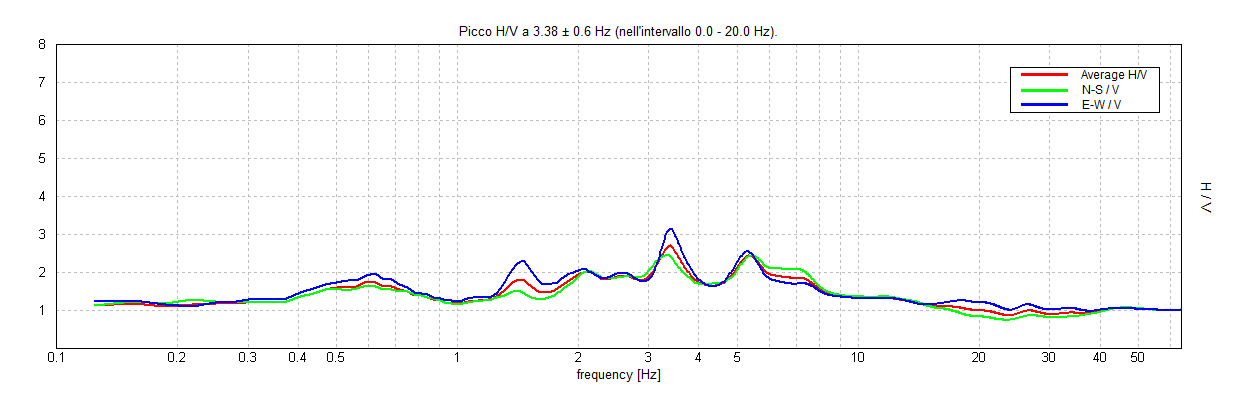 Picco H/V a 3.38 ± 0.6 Hz (nell'intervallo 0.0 - 20.0 Hz).
8
7
6
5
4
3
2
1
Average H/V
N-S / V
E-W / V
H / V
0.1 0.2 0.3 0.4 0.5 1 2 3 4 5 10 20 30 40 50
frequency [Hz]